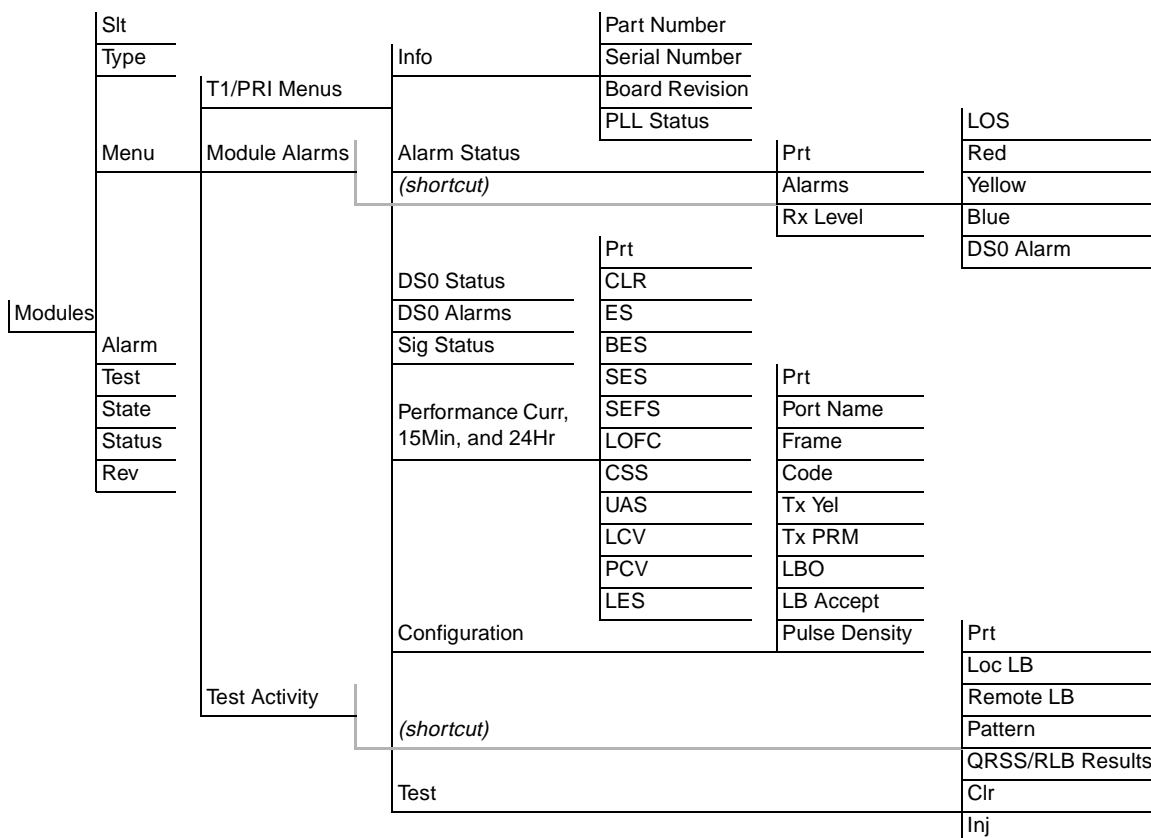 Slt
Part Number
Type
Info
Serial Number
T1/PRI Menus
Board Revision
PLL Status
LOS
Menu
Module Alarms
Alarm Status
Prt
Red
(shortcut)
Alarms
Yellow
Rx Level
Blue
Prt
DS0 Alarm
DS0 Status
CLR
Modules
DS0 Alarms
ES
Alarm
Sig Status
BES
Test
SES
Prt
State
Performance Curr,
15Min, and 24Hr
SEFS
Port Name
Status
LOFC
Frame
Rev
CSS
Code
UAS
Tx Yel
LCV
Tx PRM
PCV
LBO
LES
LB Accept
Configuration
Pulse Density
Prt
Loc LB
Test Activity
Remote LB
(shortcut)
Pattern
QRSS/RLB Results
Test
Clr
Inj